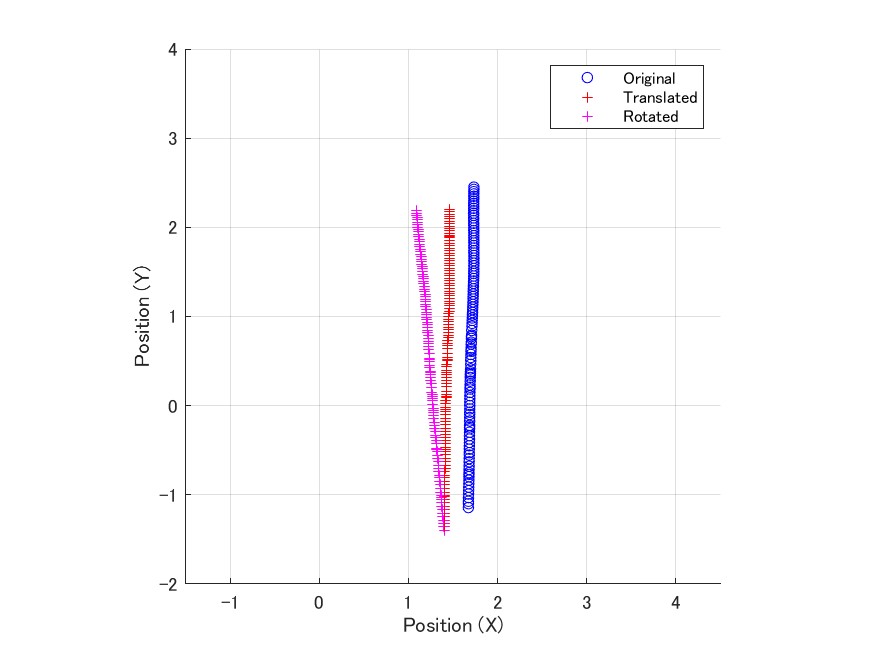 4
3
2
1
0
−1
−2
−1
0
1
2
3
4
Position (X)
Position (Y)
Original
Translated
Rotated